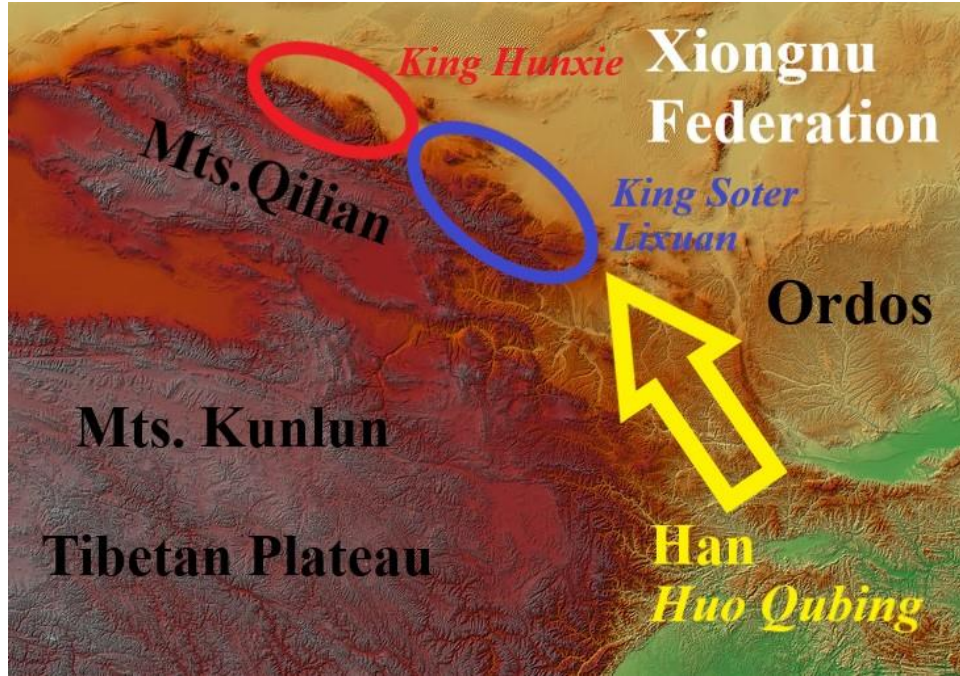 King Hunxie
Xiongnu
Federation
Mts.Qilian
King Soter
Lixuan
Ordos
Mts. Kunlun
Tibetan Plateau
Han
Huo Qubing